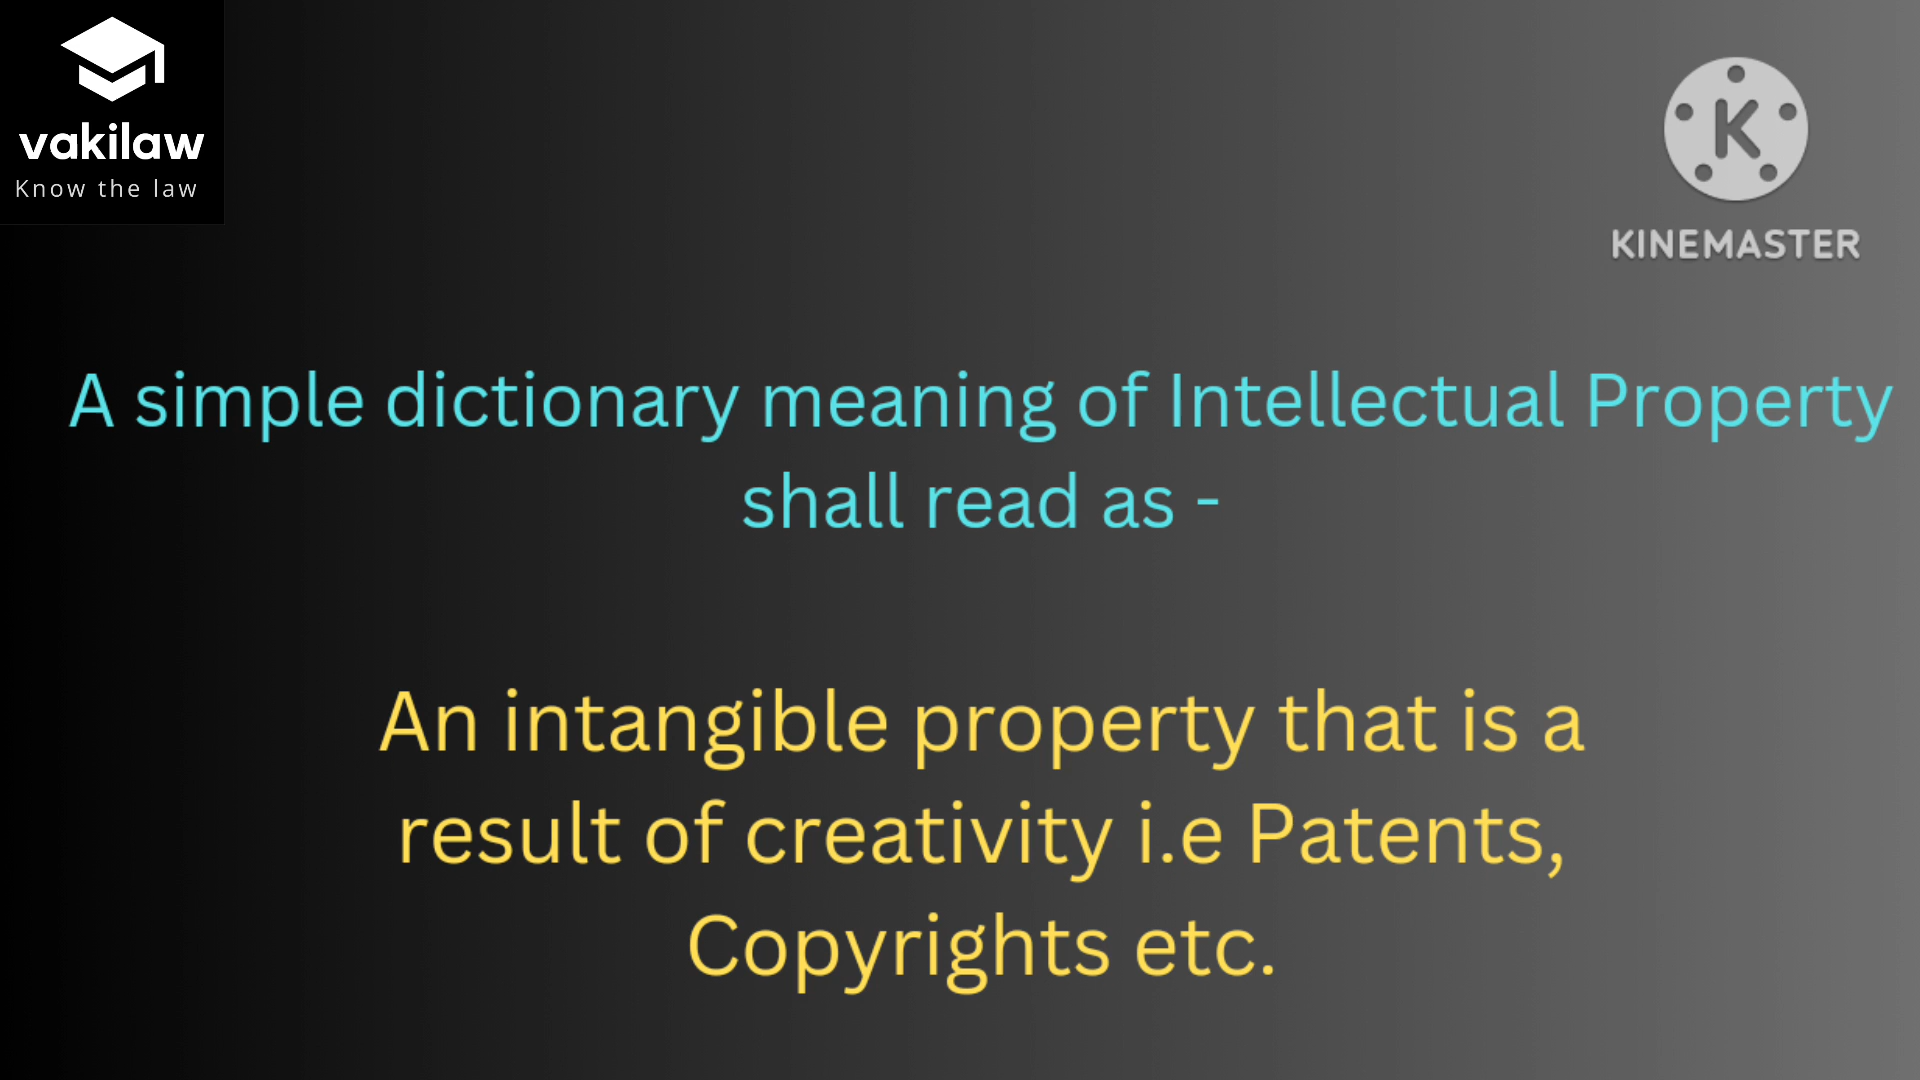 vakilaw
Know the law
K
KINEMASTER
A simple dictionary meaning of Intellectual Property
shall read as -
An intangible property that is a
result of creativity i.e Patents,
Copyrights etc.